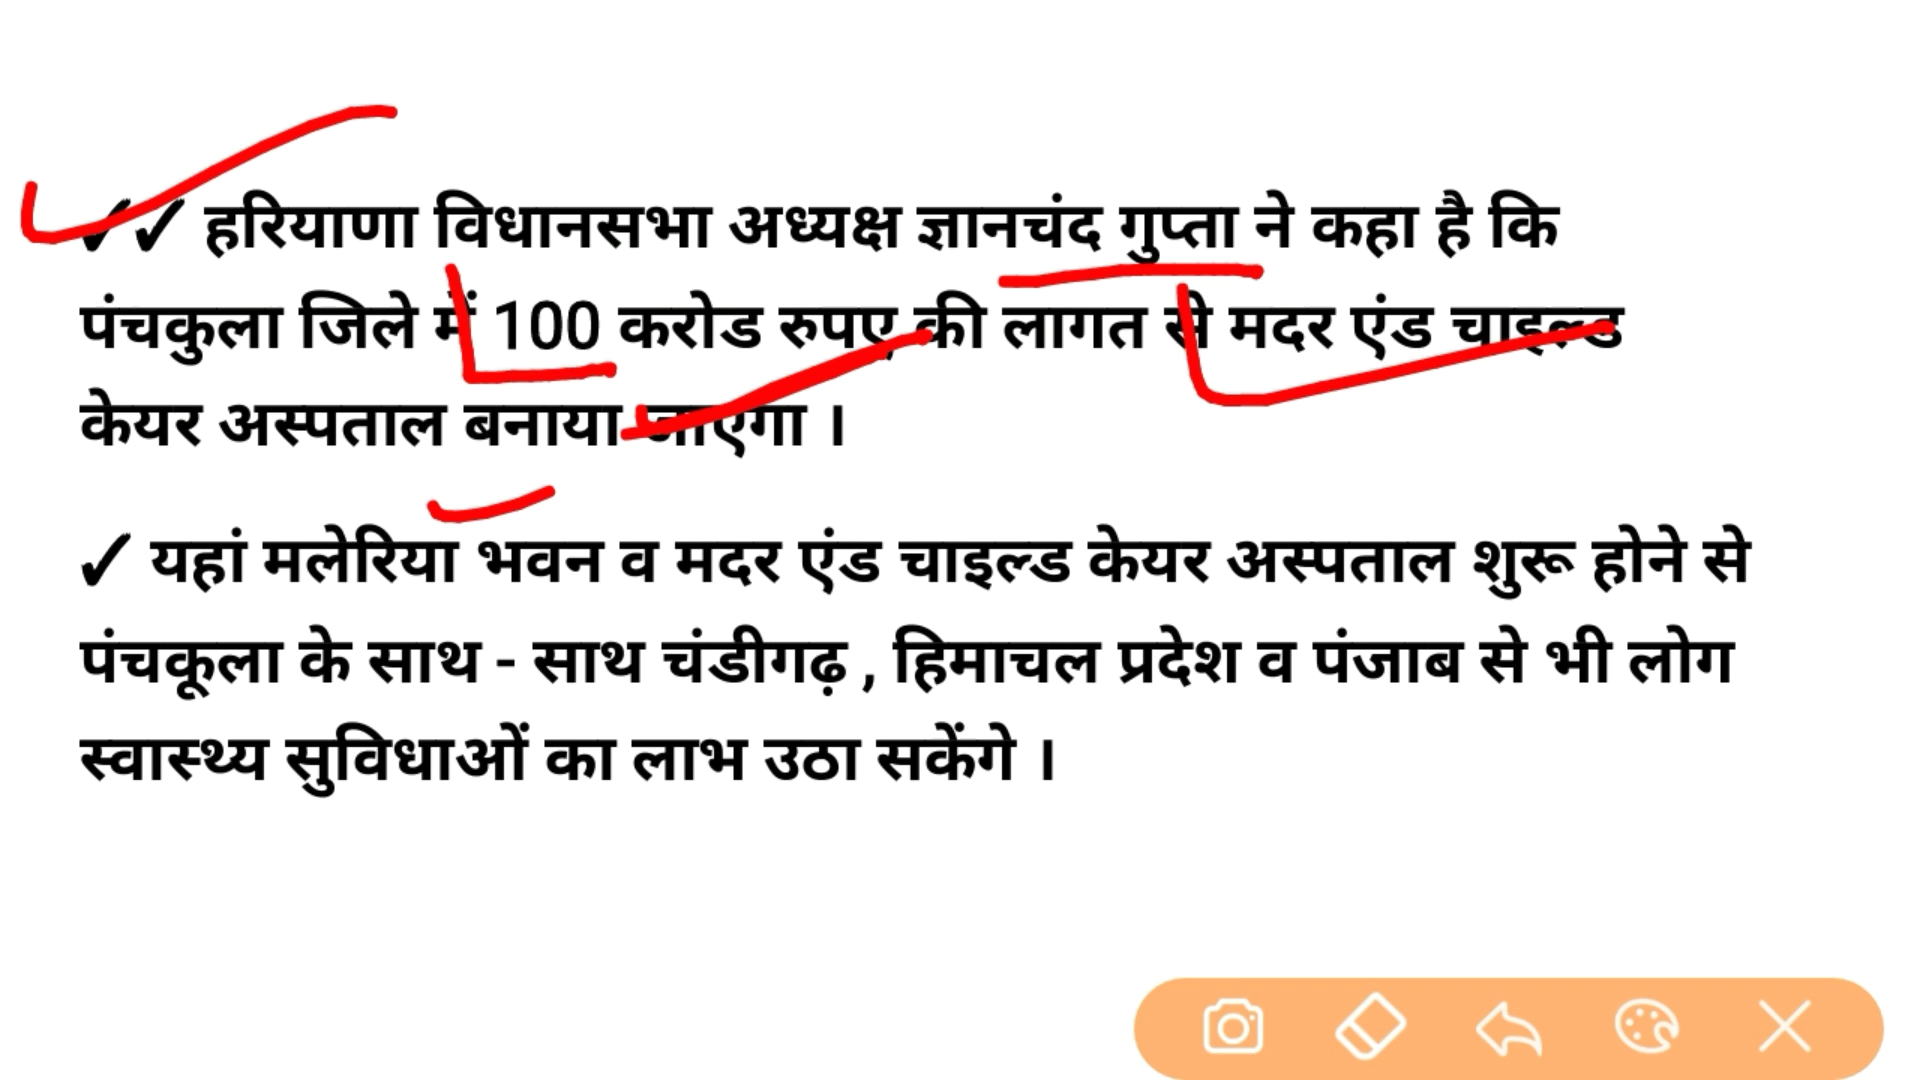 ✓✓ हरियाणा विधानसभा अध्यक्ष ज्ञानचंद गुप्ता ने कहा है कि
पंचकुला जिले में 100 करोड रुपए की लागत से मदर एंड चाइल्ड
केयर अस्पताल बनाया जाएगा ।
✓ यहां मलेरिया भवन व मदर एंड चाइल्ड केयर अस्पताल शुरू होने से
पंचकूला के साथ - साथ चंडीगढ़ , हिमाचल प्रदेश व पंजाब से भी लोग
स्वास्थ्य सुविधाओं का लाभ उठा सकेंगे ।